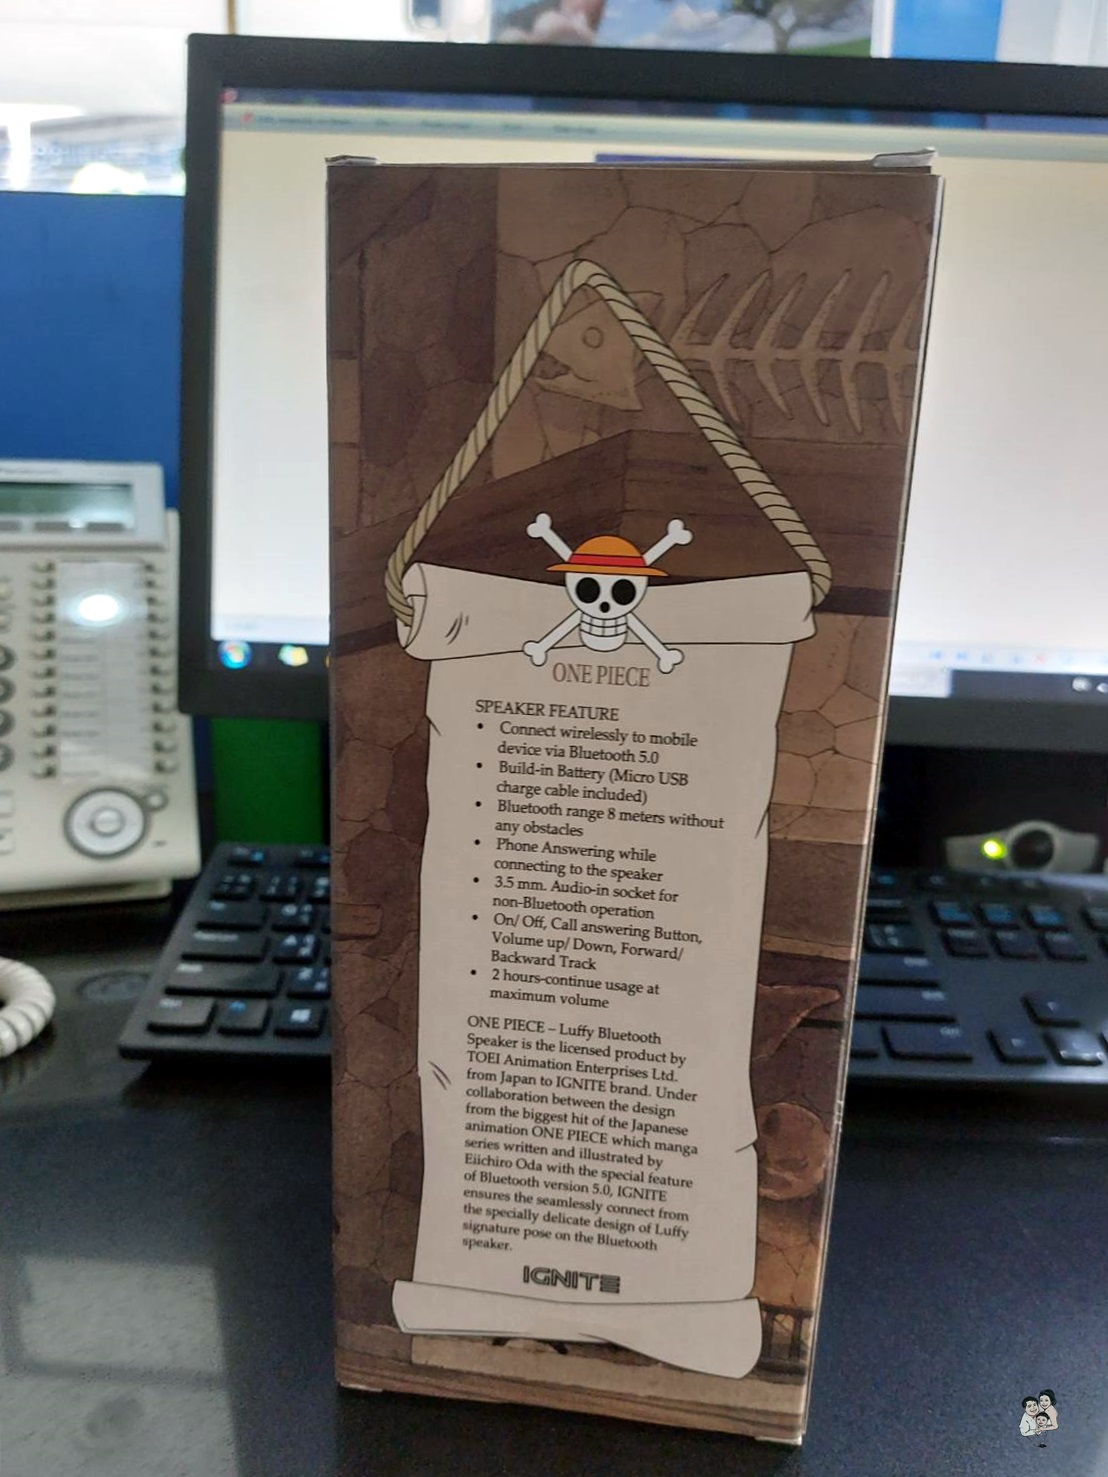 ONE PIECE
SPEAKER FEATURE
• Connect wirelessly to mobile
device via Bluetooth 5.0
• Build-in Battery (Micro USB
charge cable included)
• Bluetooth range 8 meters without
any obstacles
• Phone Answering while
connecting to the speaker
• 3.5 mm. Audio-in socket for
non-Bluetooth operation
• On/ Off, Call answering Button,
Volume up/ Down, Forward/
Backward Track
• 2 hours-continue usage at
maximum volume
ONE PIECE – Luffy Bluetooth
Speaker is the licensed product by
TOEI Animation Enterprises Ltd.
from Japan to IGNITE brand. Under
collaboration between the design
from the biggest hit of the Japanese
animation ONE PIECE which manga
series written and illustrated by
Eiichiro Oda with the special feature
of Bluetooth version 5.0, IGNITE
ensures the seamlessly connect from
the specially delicate design of Luffy
signature pose on the Bluetooth
speaker.
IGNITE